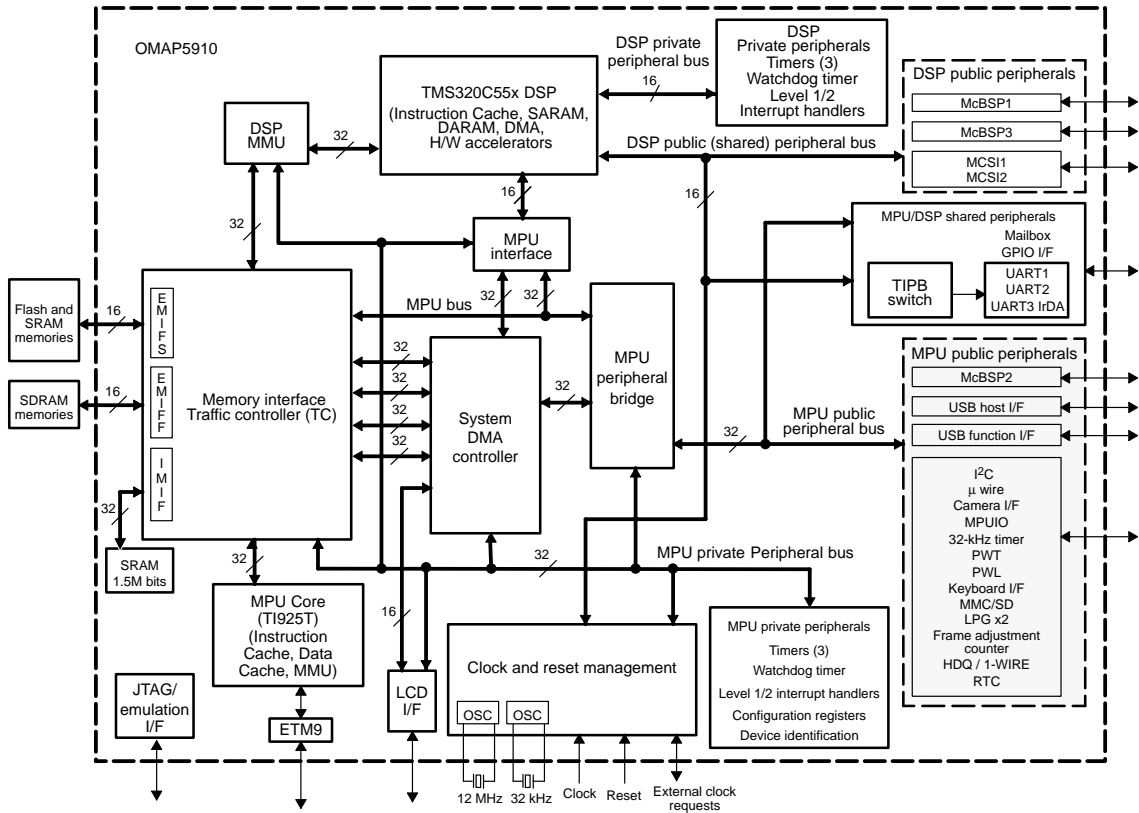 OMAP5910
DSP
MMU
32
TMS320C55x DSP
(Instruction Cache, SARAM,
DARAM, DMA,
H/W accelerators
DSP private
peripheral bus
16
DSP
Private peripherals
Timers (3)
Watchdog timer
Level 1/2
Interrupt handlers
DSP public (shared) peripheral bus
16
DSP public peripherals
McBSP1
McBSP3
MCSI1
MCSI2
32
16
MPU
interface
MPU/DSP shared peripherals
Mailbox
GPIO I/F
TIPB
switch
UART1
UART2
UART3 IrDA
Flash and
SRAM
memories
16
E
M
I
F
S
MPU bus
32
32
SDRAM
memories
16
E
M
I
F
F
Memory interface
Traffic controller (TC)
32
32
32
32
System
DMA
controller
32
MPU
peripheral
bridge
32
MPU public
peripheral bus
MPU public peripherals
McBSP2
USB host I/F
USB function I/F
I2C
μ wire
Camera I/F
MPUIO
32-kHz timer
PWT
PWL
Keyboard I/F
MMC/SD
LPG x2
Frame adjustment
counter
HDQ / 1-WIRE
RTC
I
M
I
F
32
SRAM
1.5M bits
32
32
MPU private Peripheral bus
MPU Core
(TI925T)
(Instruction
Cache, Data
Cache, MMU)
16
JTAG/
emulation
I/F
ETM9
LCD
I/F
Clock and reset management
OSC
OSC
12 MHz
32 kHz
Clock
Reset
External clock
requests
MPU private peripherals
Timers (3)
Watchdog timer
Level 1/2 interrupt handlers
Configuration registers
Device identification